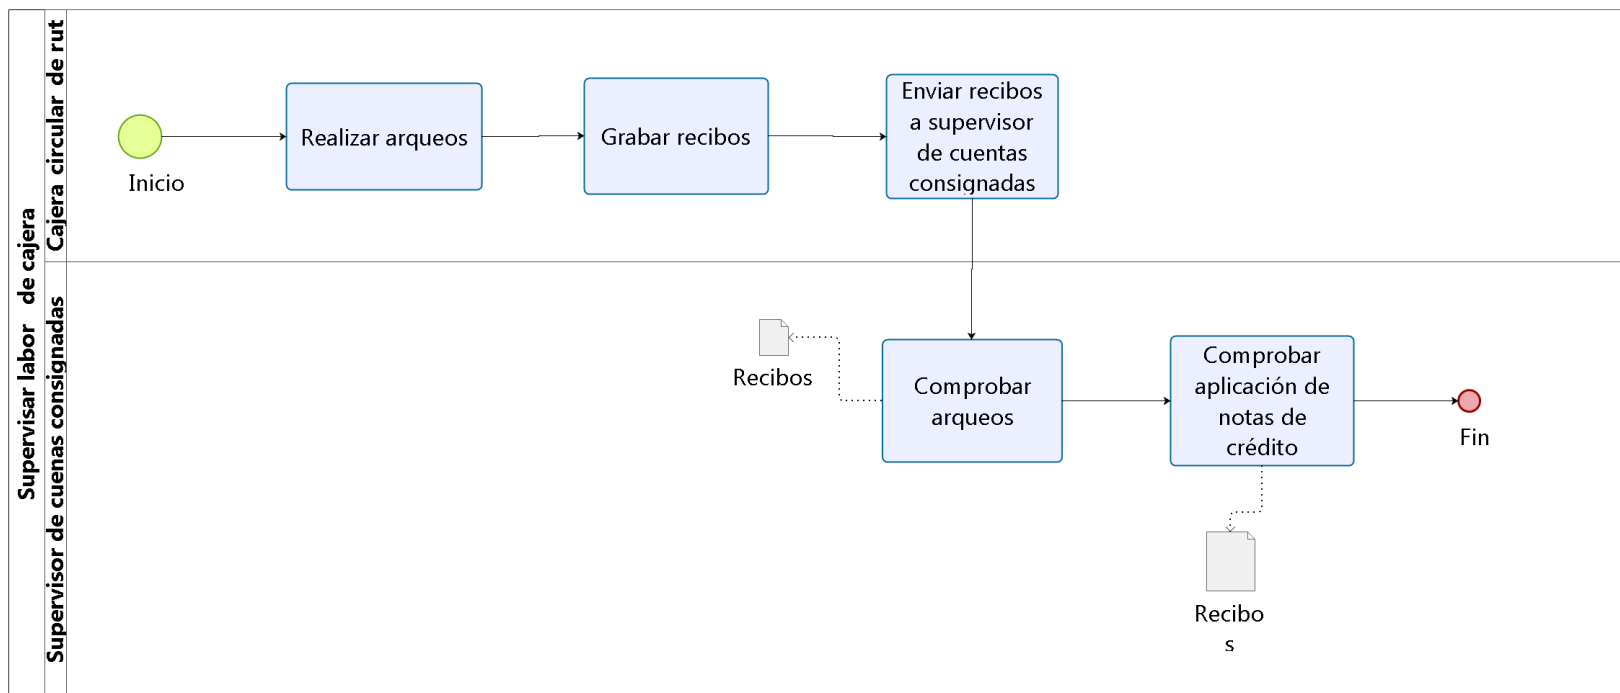 Supervisar labor de cajera
Cajera circular de rut
Inicio
Realizar arqueos
Grabar recibos
Enviar recibos
a supervisor
de cuentas
consignadas
Supervisor de cuenas consignadas
Recibos
Comprobar
arqueos
Comprobar
aplicación de
notas de
crédito
Fin
Recibo
s